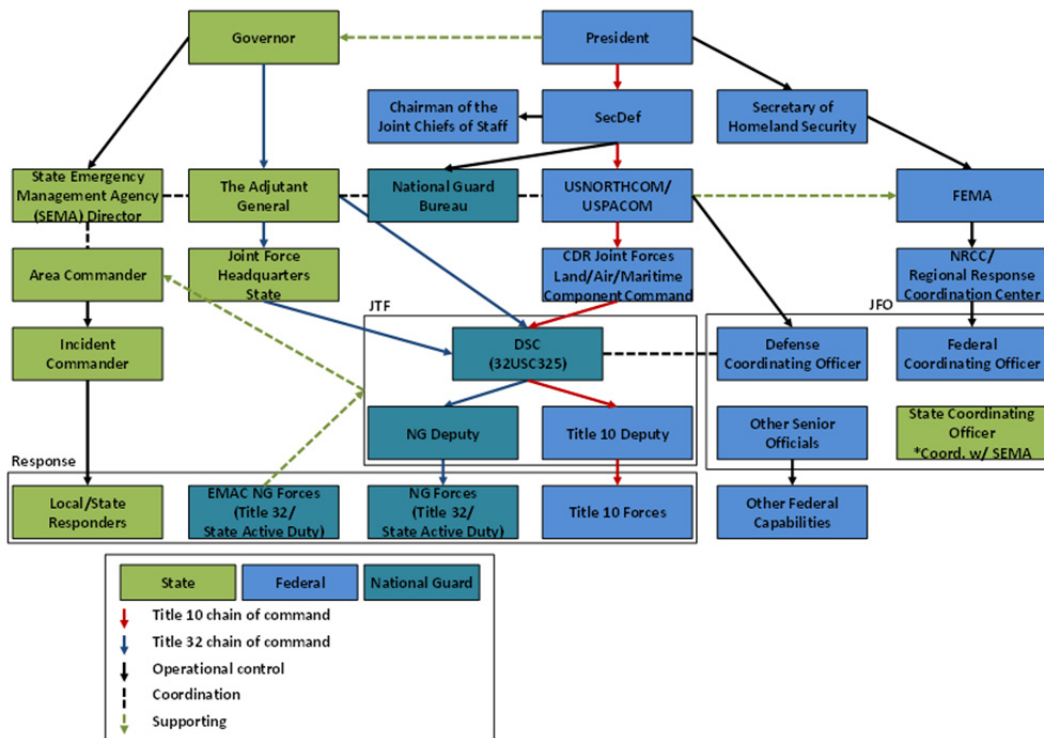 Governor
President
Chairman of the
Joint Chiefs of Staff
SecDef
Secretary of
Homeland Security
State Emergency
Management Agency
(SEMA) Director
The Adjutant
General
National Guard
Bureau
USNORTHCOM/
USPACOM
FEMA
Area Commander
Joint Force
Headquarters
State
CDR Joint Forces
Land/Air/Maritime
Component Command
NRCC/
Regional Response
Coordination Center
JTF
JFO
Incident
Commander
DSC
(32USC325)
Defense
Coordinating Officer
Federal
Coordinating Officer
NG Deputy
Title 10 Deputy
Other Senior
Officials
State Coordinating
Officer
*Coord. w/ SEMA
Response
Local/State
Responders
EMAC NG Forces
(Title 32/
State Active Duty)
NG Forces
(Title 32/
State Active Duty)
Title 10 Forces
Other Federal
Capabilities
State
Federal
National Guard
Title 10 chain of command
Title 32 chain of command
Operational control
Coordination
Supporting